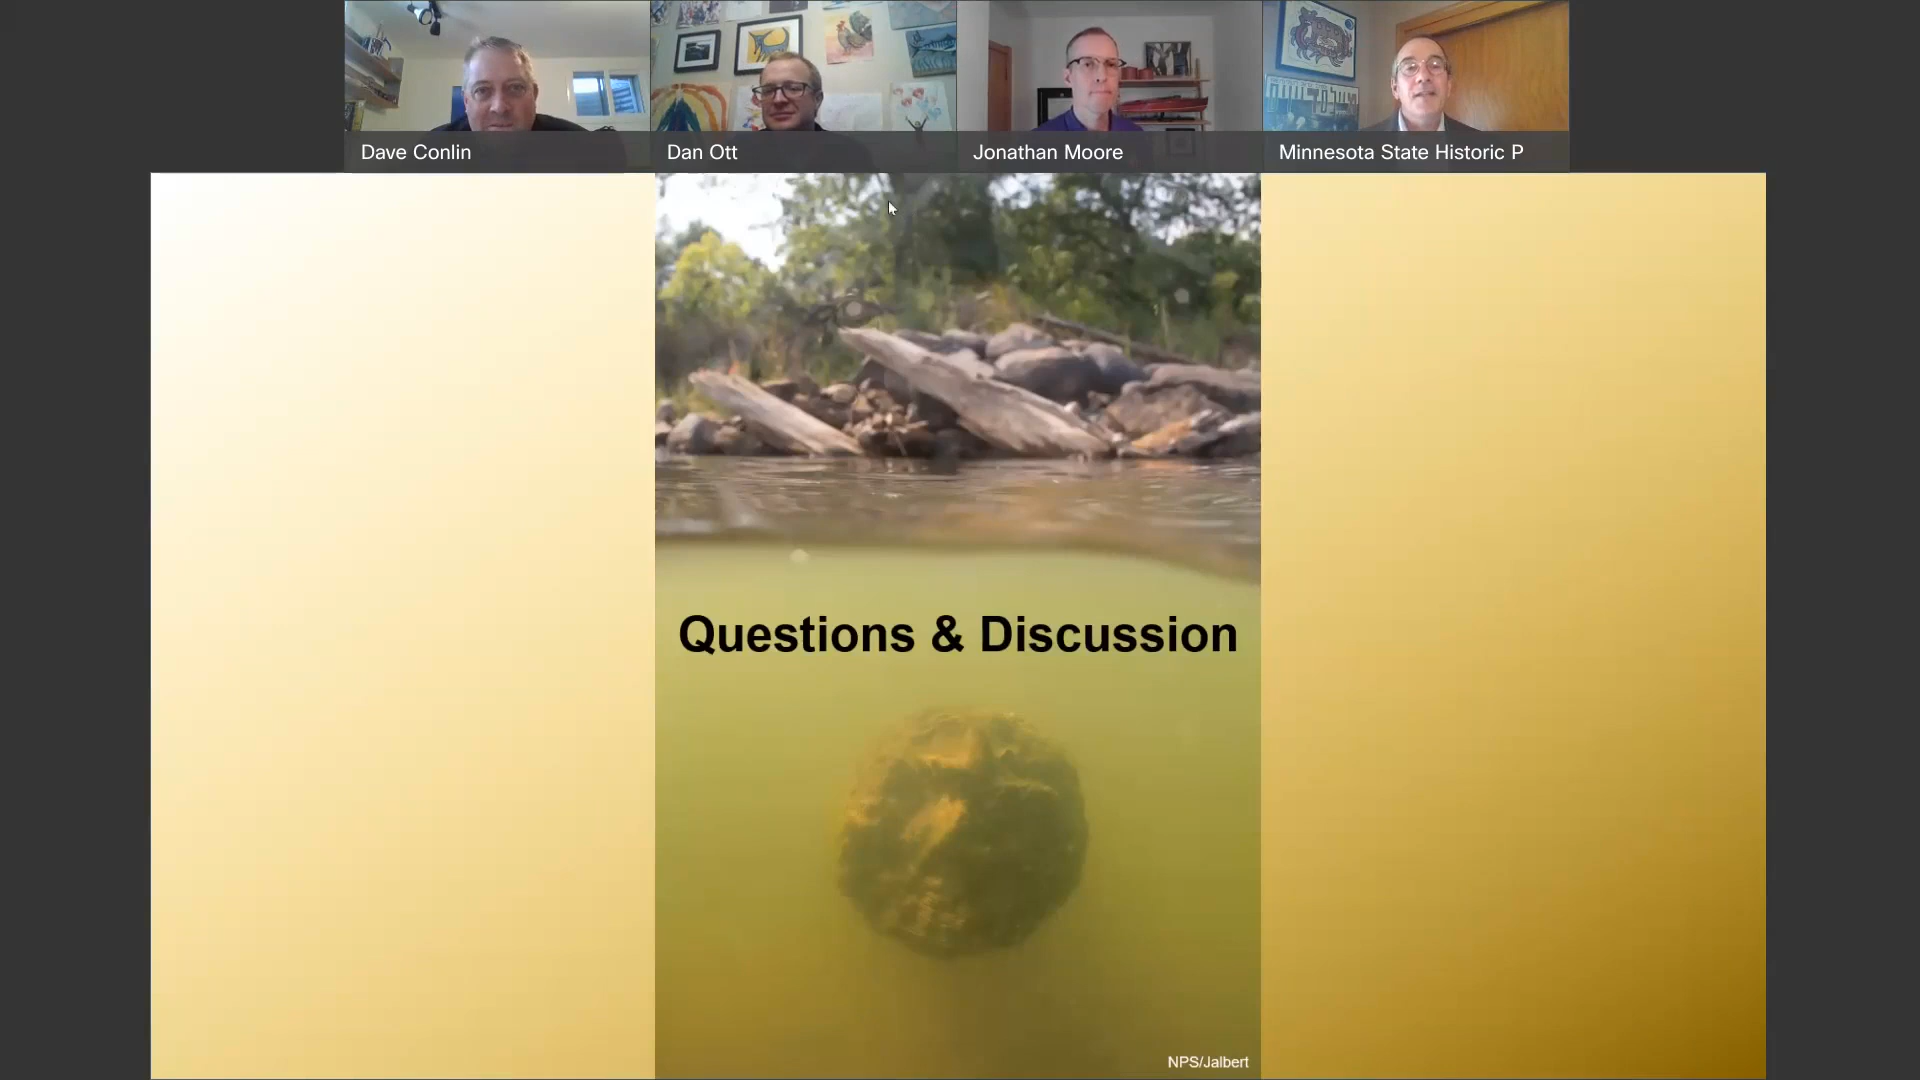 Dave Conlin
Dan Ott
Jonathan Moore
Minnesota State Historic P
Questions & Discussion
NPS/Jalbert